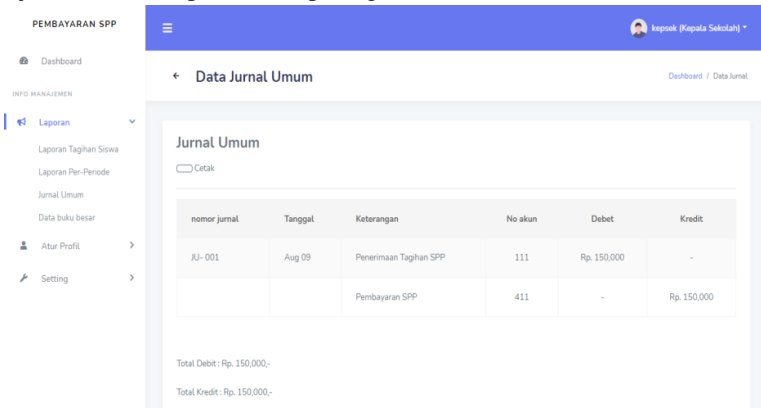 PEMBAYARAN SPP
kepsek (Kepala Sekolah)
Dashboard
INFO MANAJEMEN
Laporan
Laporan Tagihan Siswa
Laporan Per-Periode
Jurnal Umum
Data buku besar
Atur Profil
Setting
Data Jurnal Umum
Dashboard / Data Jurnal
Jurnal Umum
Cetak
nomor jurnal Tanggal Keterangan No akun Debet Kredit
JU- 001 Aug 09 Penerimaan Tagihan SPP 111 Rp. 150,000 -
Pembayaran SPP 411 - Rp. 150,000
Total Debit : Rp. 150,000,-
Total Kredit : Rp. 150,000,-